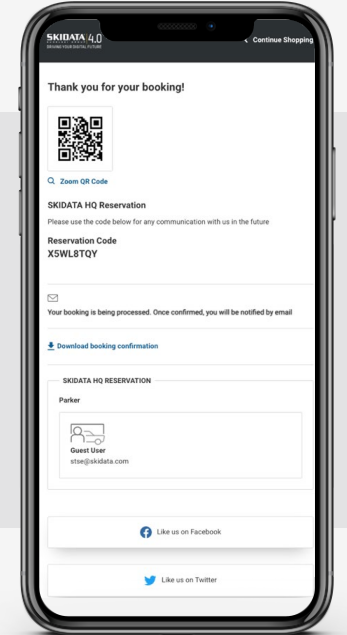 SKIDATA 4.0
DRIVING YOUR DIGITAL FUTURE
Continue Shopping
Thank you for your booking!
Zoom QR Code
SKIDATA HQ Reservation
Please use the code below for any communication with us in the future
Reservation Code
X5WL8TQY
Your booking is being processed. Once confirmed, you will be notified by email
Download booking confirmation
SKIDATA HQ RESERVATION
Parker
Guest User
stse@skidata.com
Like us on Facebook
Like us on Twitter